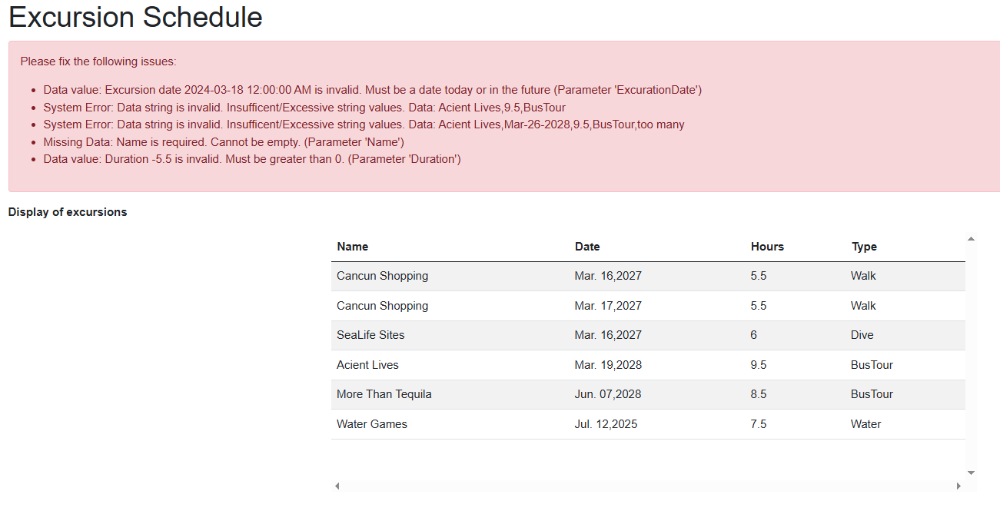 Excursion Schedule
Please fix the following issues:
• Data value: Excursion date 2024-03-18 12:00:00 AM is invalid. Must be a date today or in the future (Parameter 'ExcurationDate')
• System Error: Data string is invalid. Insufficent/Excessive string values. Data: Acient Lives,9.5,BusTour
• System Error: Data string is invalid. Insufficent/Excessive string values. Data: Acient Lives,Mar-26-2028,9.5,BusTour,too many
• Missing Data: Name is required. Cannot be empty. (Parameter 'Name')
• Data value: Duration -5.5 is invalid. Must be greater than 0. (Parameter 'Duration')
Display of excursions
Name Date Hours Type
Cancun Shopping Mar. 16,2027 5.5 Walk
Cancun Shopping Mar. 17,2027 5.5 Walk
SeaLife Sites Mar. 16,2027 6 Dive
Acient Lives Mar. 19,2028 9.5 BusTour
More Than Tequila Jun. 07,2028 8.5 BusTour
Water Games Jul. 12,2025 7.5 Water